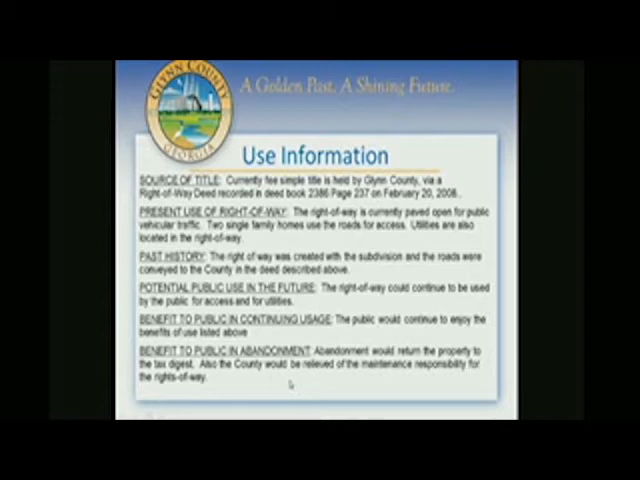 GLYNN COUNTY
GEORGIA
A Golden Past. A Shining Future.
Use Information
SOURCE OF TITLE: Currently fee simple title is held by Glynn County, via a
Right-of-Way Deed recorded in deed book 2386 Page 237 on February 20, 2008..
PRESENT USE OF RIGHT-OF-WAY: The right-of-way is currently paved open for public
vehicular traffic. Two single family homes use the roads for access. Utilities are also
located in the right-of-way.
PAST HISTORY: The right of way was created with the subdivision and the roads were
conveyed to the County in the deed described above.
POTENTIAL PUBLIC USE IN THE FUTURE: The right-of-way could continue to be used
by the public for access and for utilities.
BENEFIT TO PUBLIC IN CONTINUING USAGE: The public would continue to enjoy the
benefits of use listed above
BENEFIT TO PUBLIC IN ABANDONMENT: Abandonment would return the property to
the tax digest. Also the County would be relieved of the maintenance responsibility for
the rights-of-way.